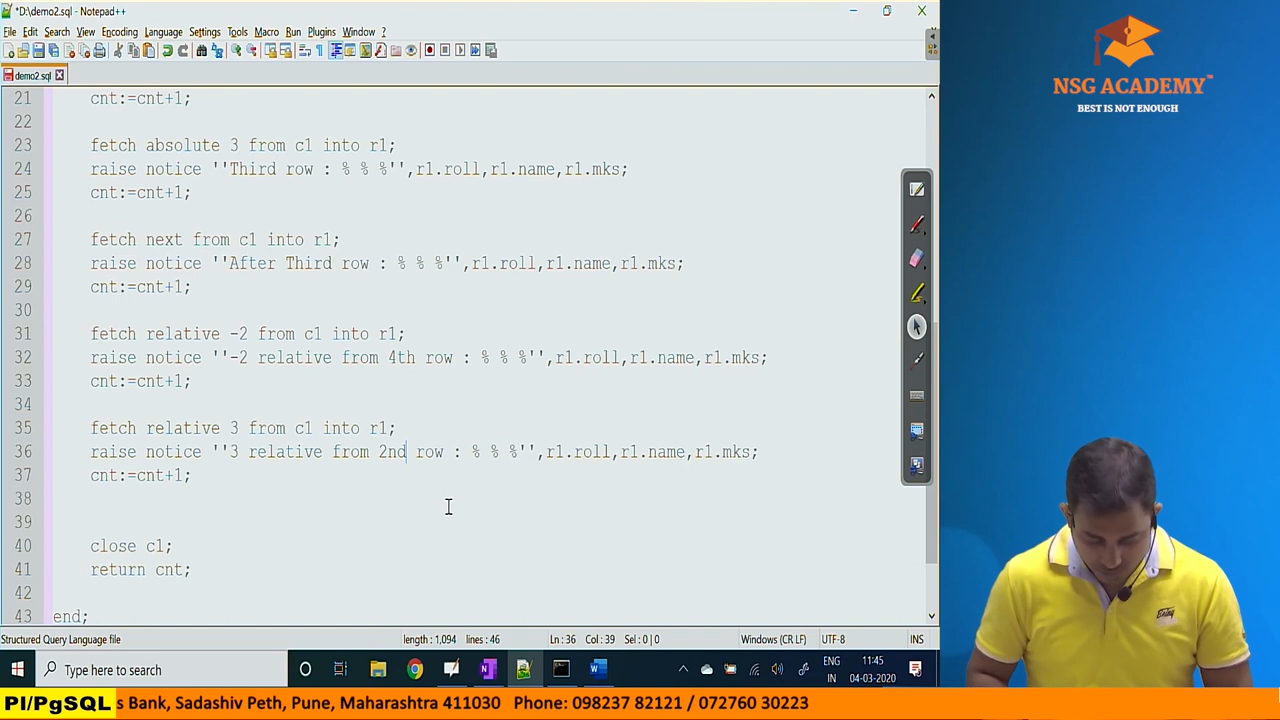 *D:\demo2.sql - Notepad++
File Edit Search View Encoding Language Settings Tools Macro Run Plugins Window ?
demo2.sql
21 cnt:=cnt+1;
22
23 fetch absolute 3 from c1 into r1;
24 raise notice ''Third row : % % %'',r1.roll,r1.name,r1.mks;
25 cnt:=cnt+1;
26
27 fetch next from c1 into r1;
28 raise notice ''After Third row : % % %'',r1.roll,r1.name,r1.mks;
29 cnt:=cnt+1;
30
31 fetch relative -2 from c1 into r1;
32 raise notice ''-2 relative from 4th row : % % %'',r1.roll,r1.name,r1.mks;
33 cnt:=cnt+1;
34
35 fetch relative 3 from c1 into r1;
36 raise notice ''3 relative from 2nd row : % % %'',r1.roll,r1.name,r1.mks;
37 cnt:=cnt+1;
38
39
40 close c1;
41 return cnt;
42
43 end;
Structured Query Language file length : 1,094 lines : 46 Ln : 36 Col : 39 Sel : 0 | 0 Windows (CR LF) UTF-8 INS
Type here to search
ENG
IN
11:45
04-03-2020
NSG ACADEMY™
BEST IS NOT ENOUGH
Ening
Pl/PgSQL s Bank, Sadashiv Peth, Pune, Maharashtra 411030 Phone: 098237 82121 / 072760 30223